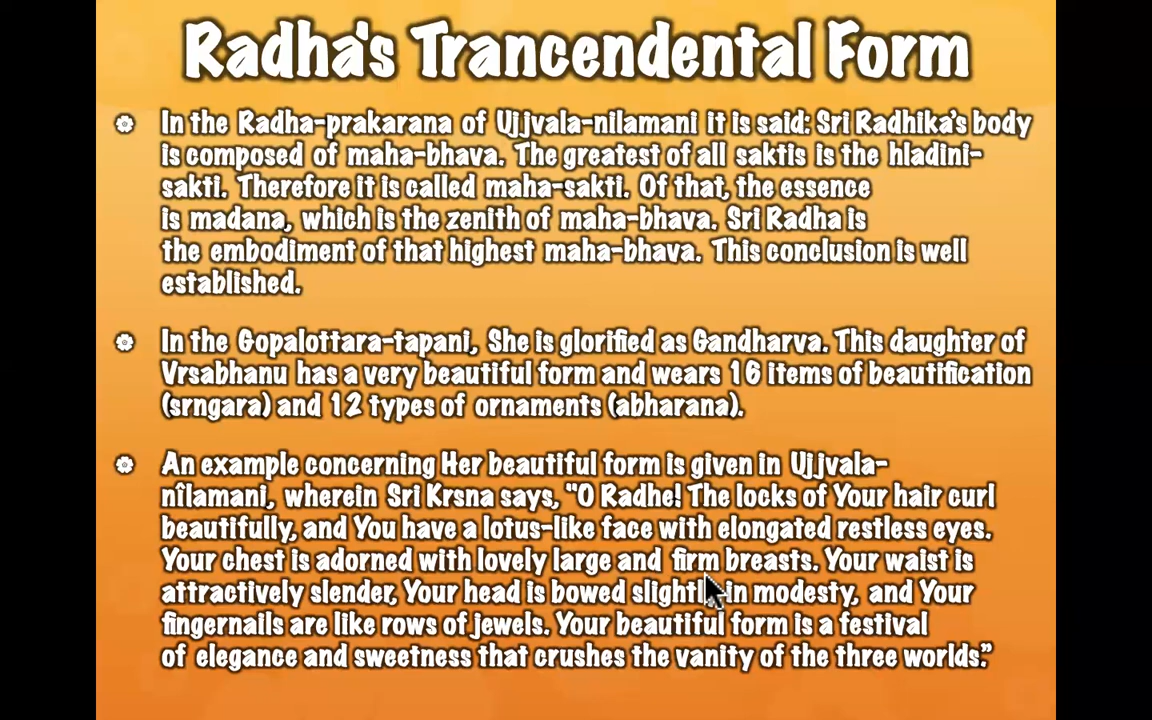 Radha's Trancendental Form
In the Radha-prakarana of Ujjvala-nilamani it is said: Sri Radhika's body
is composed of maha-bhava. The greatest of all saktis is the hladini-
sakti. Therefore it is called maha-sakti. Of that, the essence
is madana, which is the zenith of maha-bhava. Sri Radha is
the embodiment of that highest maha-bhava. This conclusion is well
established.
In the Gopalottara-tapani, She is glorified as Gandharva. This daughter of
Vrsabhanu has a very beautiful form and wears 16 items of beautification
(srngara) and 12 types of ornaments (abharana).
An example concerning Her beautiful form is given in Ujjvala-
nîlamani, wherein Sri Krsna says, "O Radhe! The locks of Your hair curl
beautifully, and You have a lotus-like face with elongated restless eyes.
Your chest is adorned with lovely large and firm breasts. Your waist is
attractively slender, Your head is bowed slightly in modesty, and Your
fingernails are like rows of jewels. Your beautiful form is a festival
of elegance and sweetness that crushes the vanity of the three worlds."